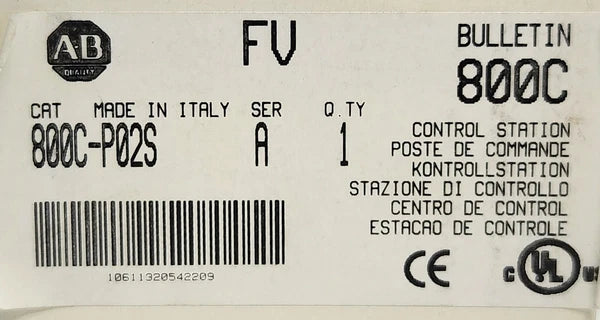 A-B
QUALITY
FV
BULLETIN
800C
CAT MADE IN ITALY SER Q.TY
800C-P02S A 1
CONTROL STATION
POSTE DE COMMANDE
KONTROLLSTATION
STAZIONE DI CONTROLLO
CENTRO DE CONTROL
ESTACAO DE CONTROLE
10611320542209
CE
C UL US